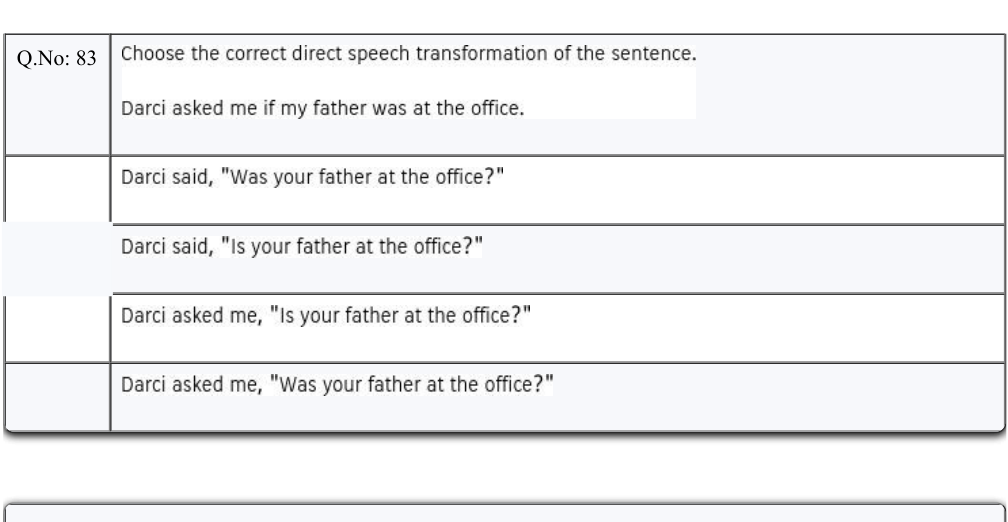 Q.No: 83
Choose the correct direct speech transformation of the sentence.
Darci asked me if my father was at the office.
Darci said, "Was your father at the office?"
Darci said, "Is your father at the office?"
Darci asked me, "Is your father at the office?"
Darci asked me, "Was your father at the office?"